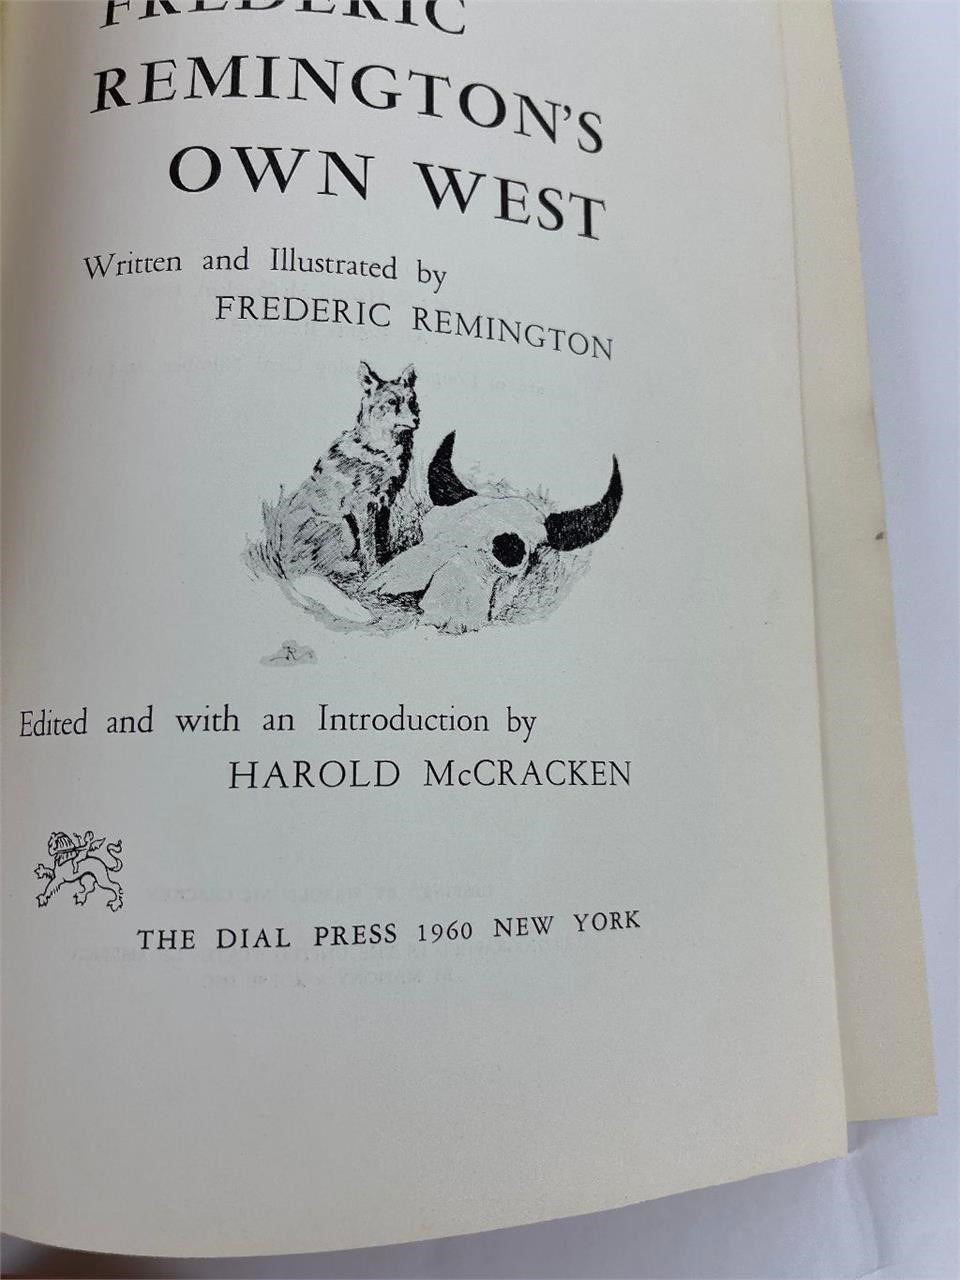 FREDERIC
REMINGTON'S
OWN WEST
Written and Illustrated by
FREDERIC REMINGTON
R
Edited and with an Introduction by
HAROLD McCRACKEN
THE DIAL PRESS 1960 NEW YORK